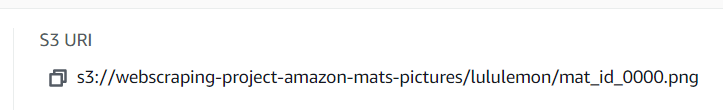 S3 URI
s3://webscraping-project-amazon-mats-pictures/lululemon/mat_id_0000.png